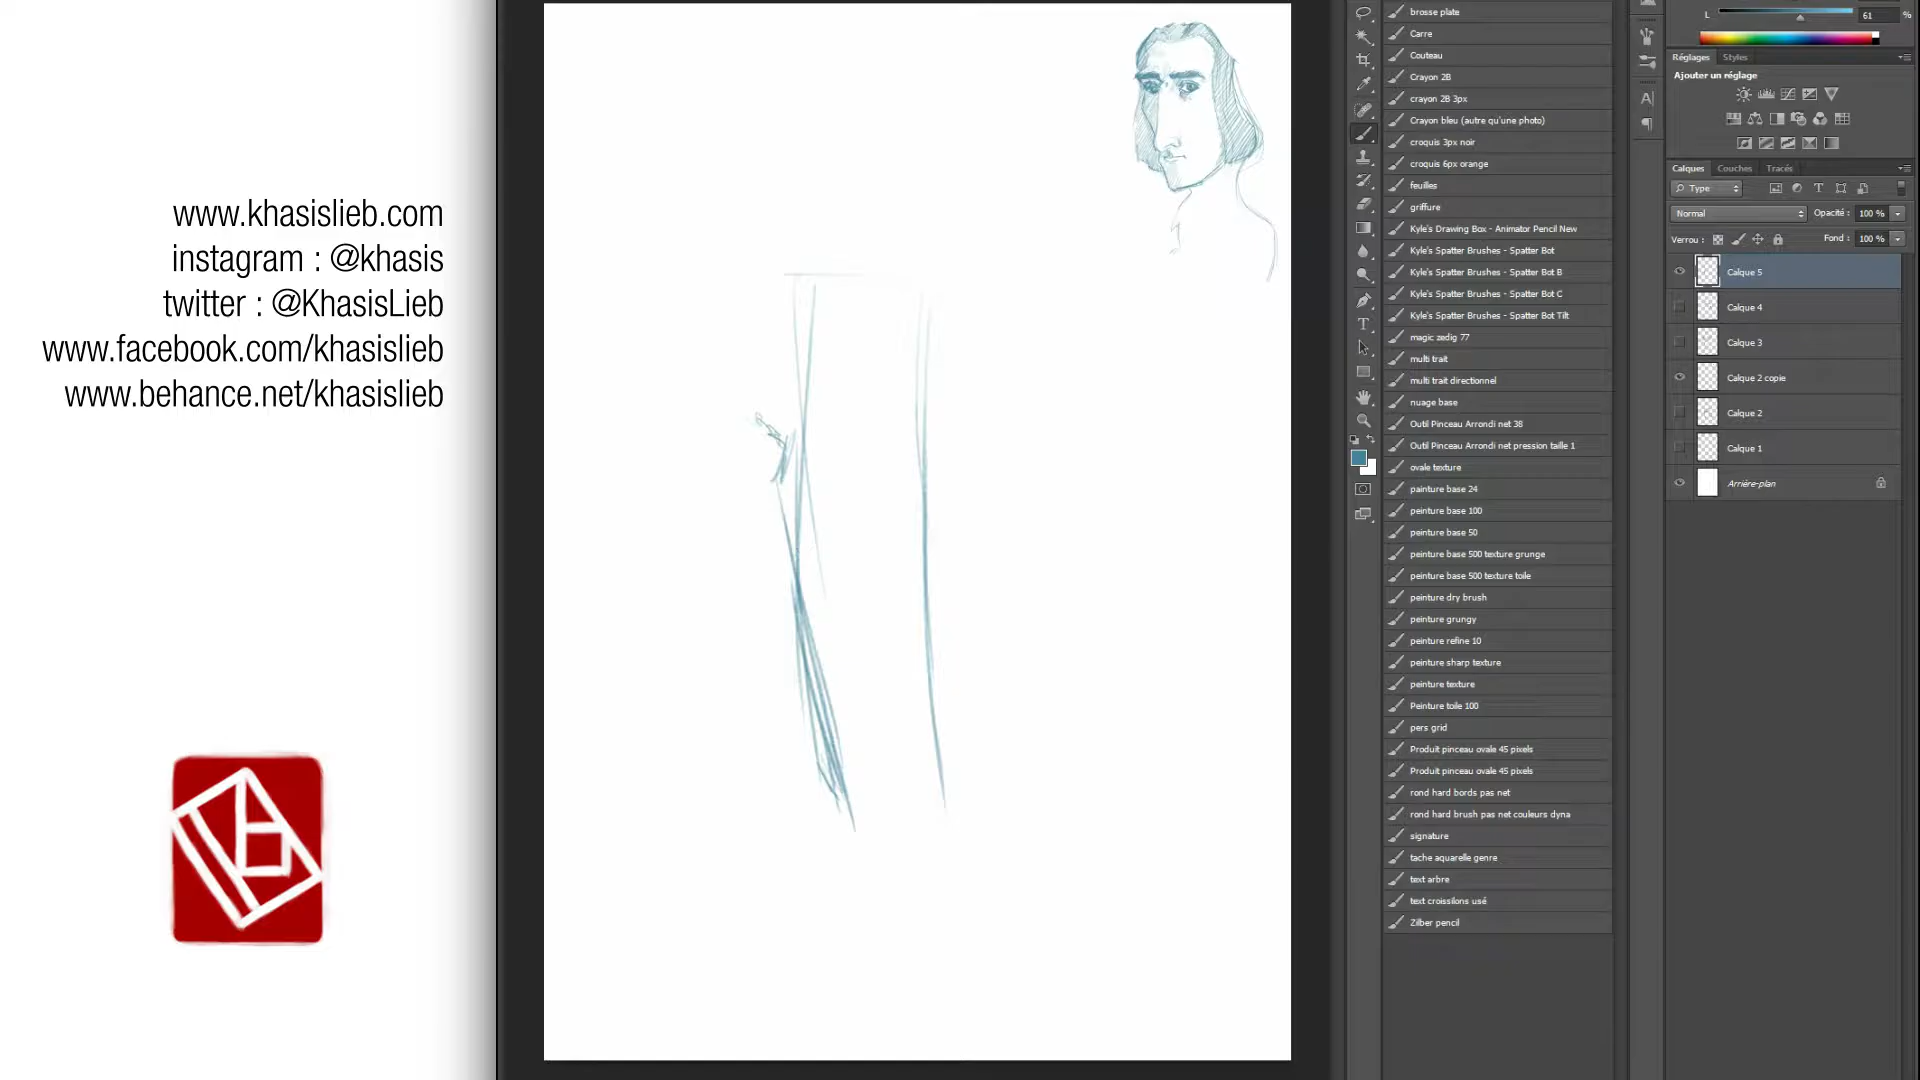 www.khasislieb.com
instagram : @khasis
twitter : @KhasisLieb
www.facebook.com/khasislieb
www.behance.net/khasislieb
brosse plate
Carre
Couteau
Crayon 2B
crayon 2B 3px
Crayon bleu (autre qu'une photo)
croquis 3px noir
croquis 6px orange
feuilles
griffure
Kyle's Drawing Box - Animator Pencil New
Kyle's Spatter Brushes - Spatter Bot
Kyle's Spatter Brushes - Spatter Bot B
Kyle's Spatter Brushes - Spatter Bot C
Kyle's Spatter Brushes - Spatter Bot Tilt
magic zedig 77
multi trait
multi trait directionnel
nuage base
Outil Pinceau Arrondi net 38
Outil Pinceau Arrondi net pression taille 1
ovale texture
painture base 24
peinture base 100
peinture base 50
peinture base 500 texture grunge
peinture base 500 texture toile
peinture dry brush
peinture grungy
peinture refine 10
peinture sharp texture
peinture texture
Peinture toile 100
pers grid
Produit pinceau ovale 45 pixels
Produit pinceau ovale 45 pixels
rond hard bords pas net
rond hard brush pas net couleurs dyna
signature
tache aquarelle genre
text arbre
text croissilons usé
Zilber pencil
L 61 %
Réglages Styles
Ajouter un réglage
Calques Couches Tracés
Type
Normal Opacité : 100 %
Verrou : Fond : 100 %
Calque 5
Calque 4
Calque 3
Calque 2 copie
Calque 2
Calque 1
Arrière-plan